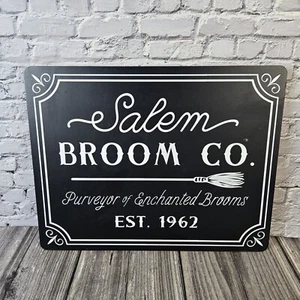 Salem
BROOM CO.
Purveyor of Enchanted Brooms
EST. 1962